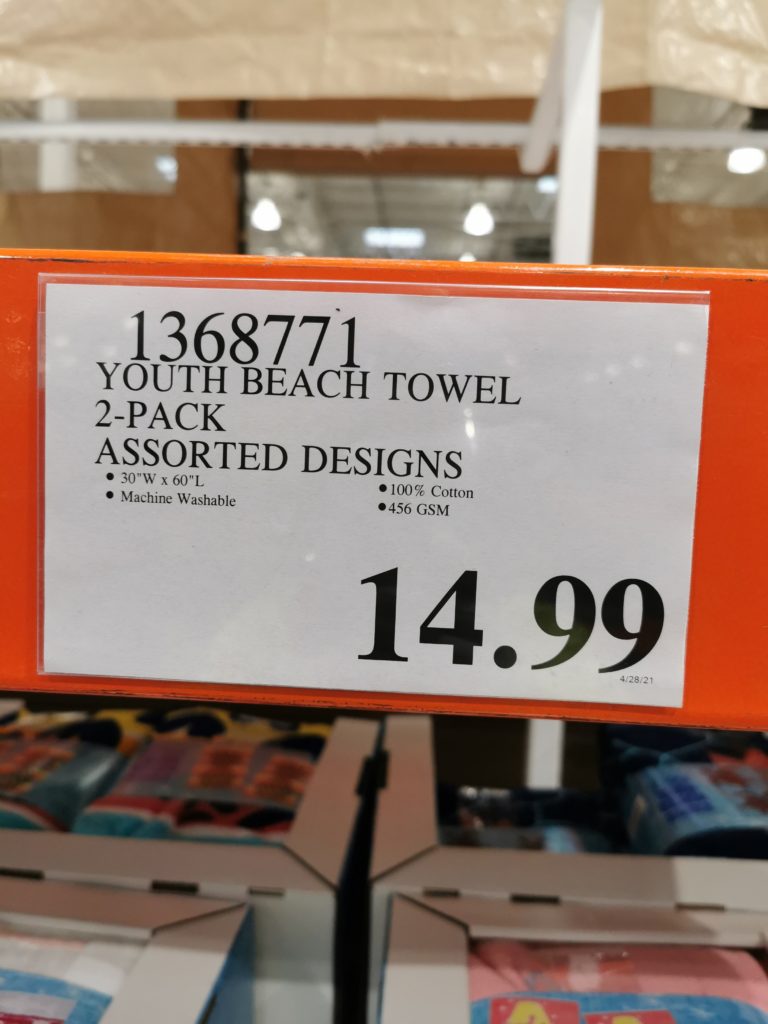 1368771
YOUTH BEACH TOWEL
2-PACK
ASSORTED DESIGNS
• 30"W x 60"L
• Machine Washable
• 100% Cotton
• 456 GSM
14.99
4/28/21